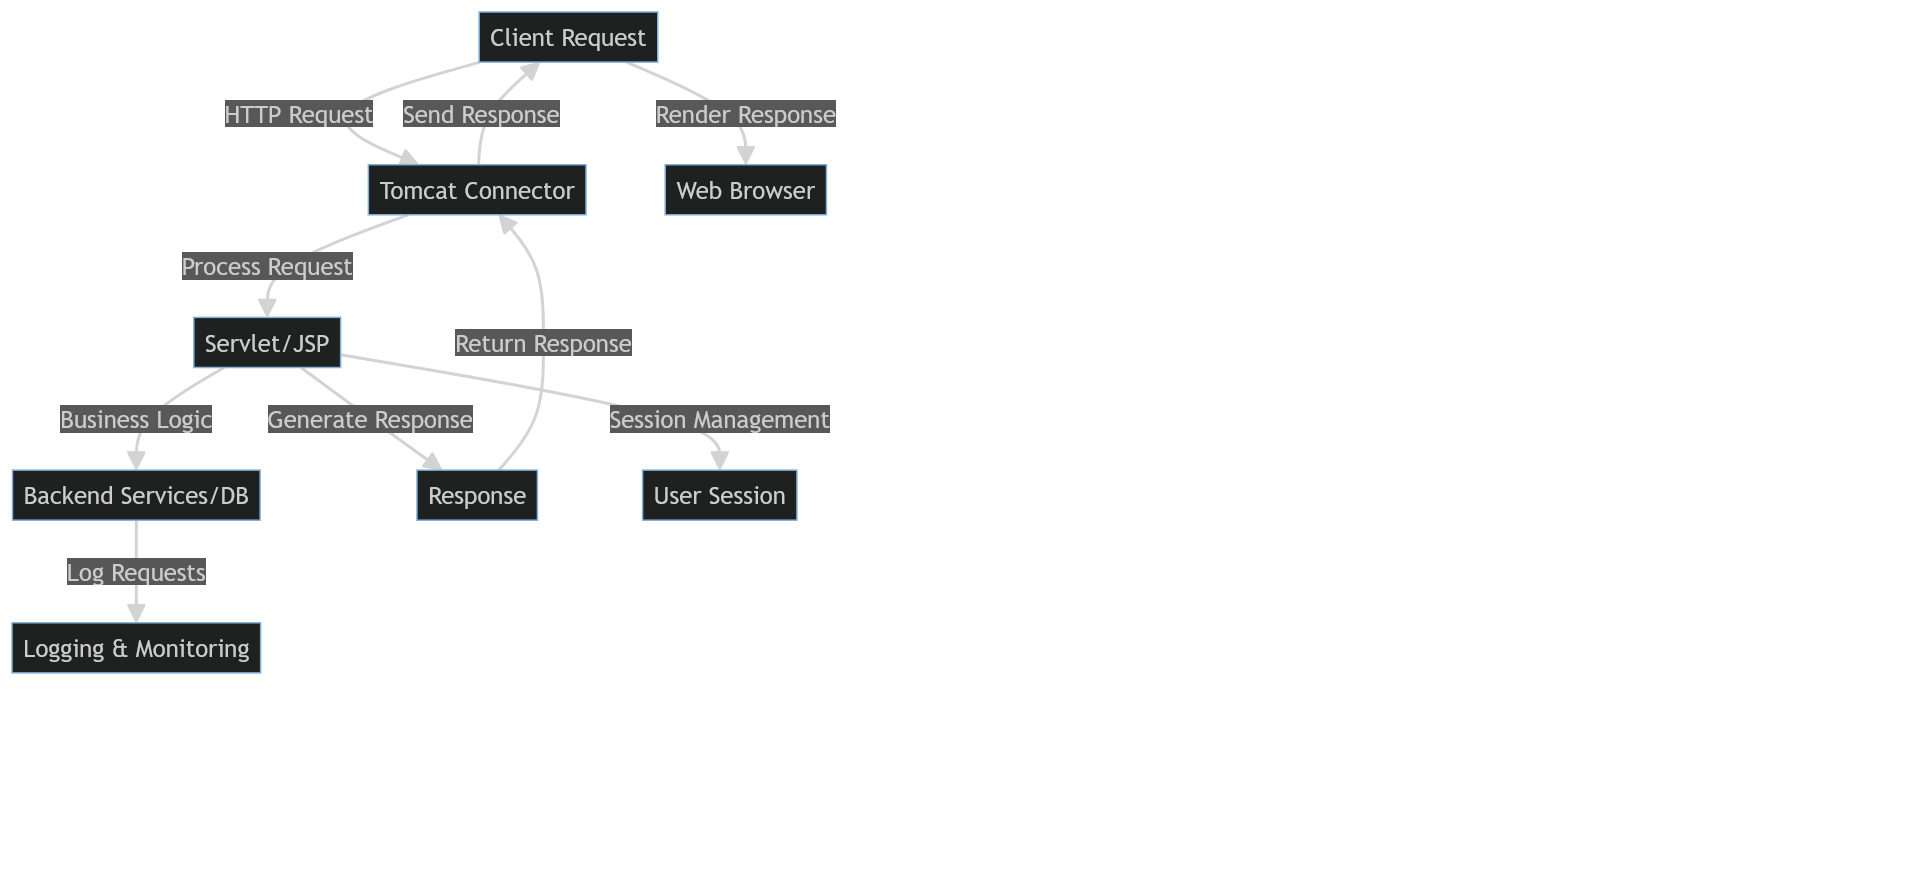 Client Request
HTTP Request
Send Response
Render Response
Tomcat Connector
Web Browser
Process Request
Servlet/JSP
Return Response
Business Logic
Generate Response
Session Management
Backend Services/DB
Response
User Session
Log Requests
Logging & Monitoring